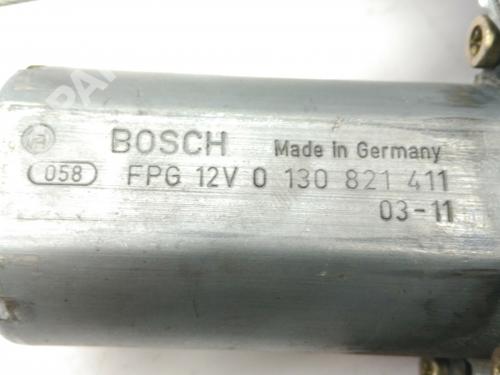 BOSCH Made in Germany
058 FPG 12V 0 130 821 411
03-11